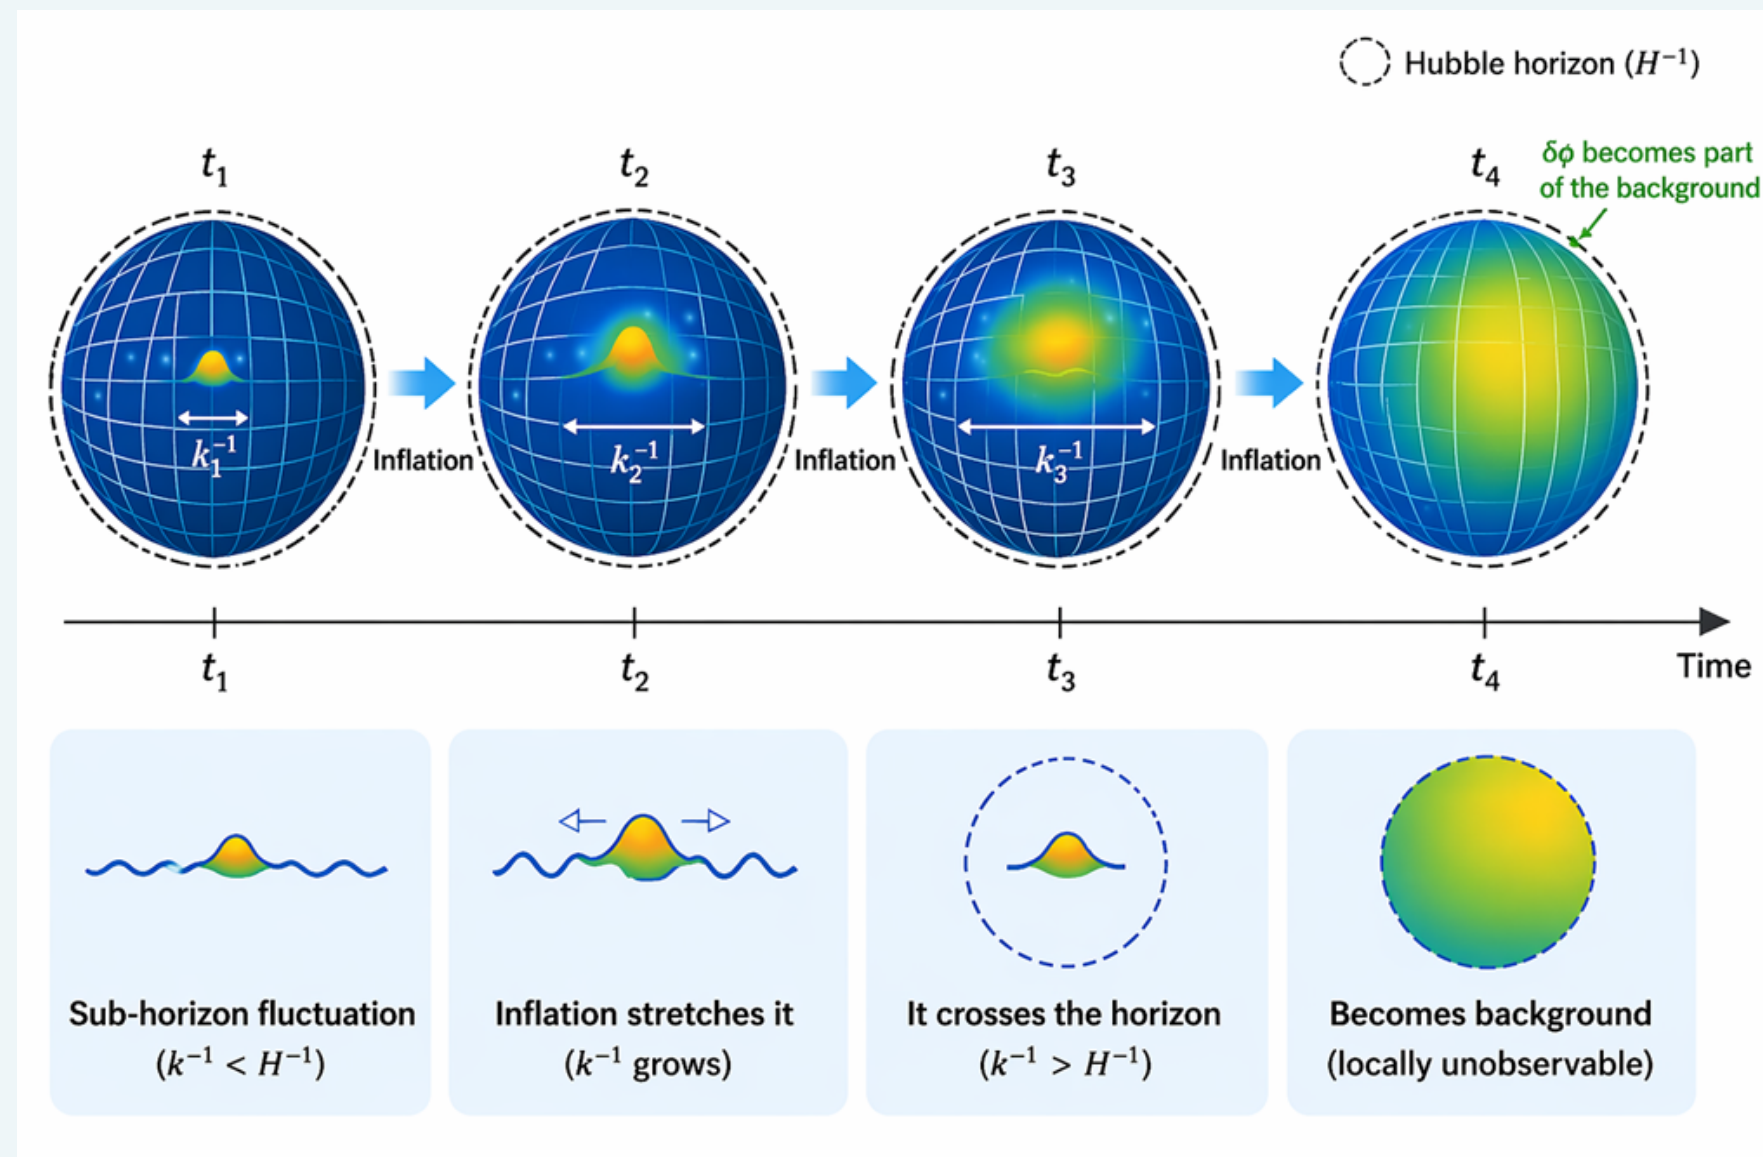 Hubble horizon (H⁻¹)
t₁
t₂
t₃
t₄
δϕ becomes part
of the background
k₁⁻¹
k₂⁻¹
k₃⁻¹
Inflation
Inflation
Inflation
t₁
t₂
t₃
t₄
Time
Sub-horizon fluctuation
(k⁻¹ < H⁻¹)
Inflation stretches it
(k⁻¹ grows)
It crosses the horizon
(k⁻¹ > H⁻¹)
Becomes background
(locally unobservable)